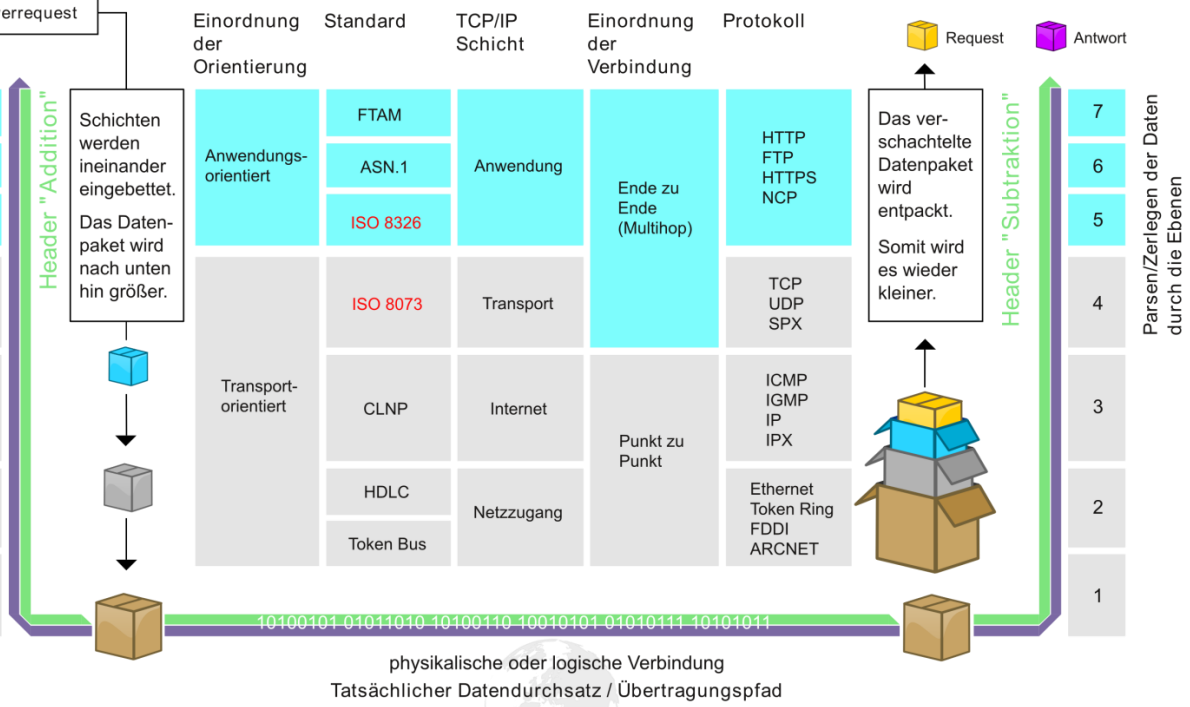 errequest
Einordnung
der
Orientierung
Standard
TCP/IP
Schicht
Einordnung
der
Verbindung
Protokoll
Request
Antwort
Header "Addition"
Schichten
werden
ineinander
eingebettet.
Das Daten-
paket wird
nach unten
hin größer.
Anwendungs-
orientiert
Transport-
orientiert
FTAM
ASN.1
ISO 8326
ISO 8073
CLNP
HDLC
Token Bus
Anwendung
Transport
Internet
Netzzugang
Ende zu
Ende
(Multihop)
Punkt zu
Punkt
HTTP
FTP
HTTPS
NCP
TCP
UDP
SPX
ICMP
IGMP
IP
IPX
Ethernet
Token Ring
FDDI
ARCNET
Das ver-
schachtelte
Datenpaket
wird
entpackt.
Somit wird
es wieder
kleiner.
Header "Subtraktion"
7
6
5
4
3
2
1
Parsen/Zerlegen der Daten
durch die Ebenen
10100101 01011010 10100110 10010101 01010111 10101011
physikalische oder logische Verbindung
Tatsächlicher Datendurchsatz / Übertragungspfad